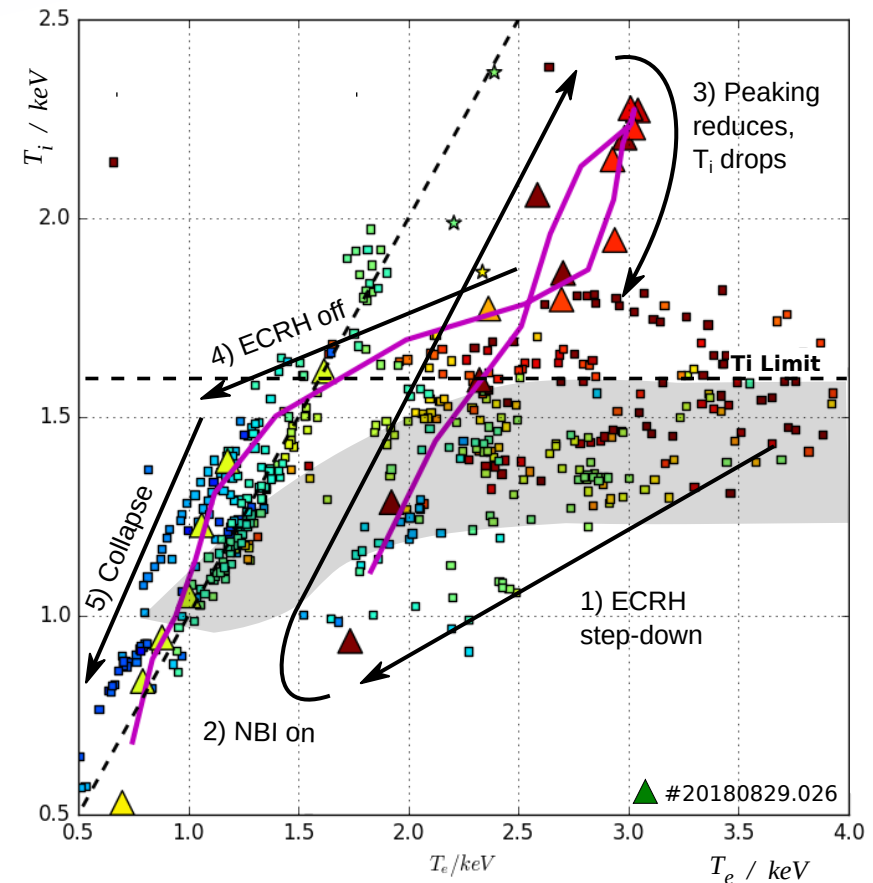 2.5
2.0
1.5
1.0
0.5
T_i / keV
3) Peaking
reduces,
T_i drops
4) ECRH off
Ti Limit
5) Collapse
1) ECRH
step-down
2) NBI on
#20180829.026
0.5 1.0 1.5 2.0 2.5 3.0 3.5 4.0
T_e/keV
T_e / keV